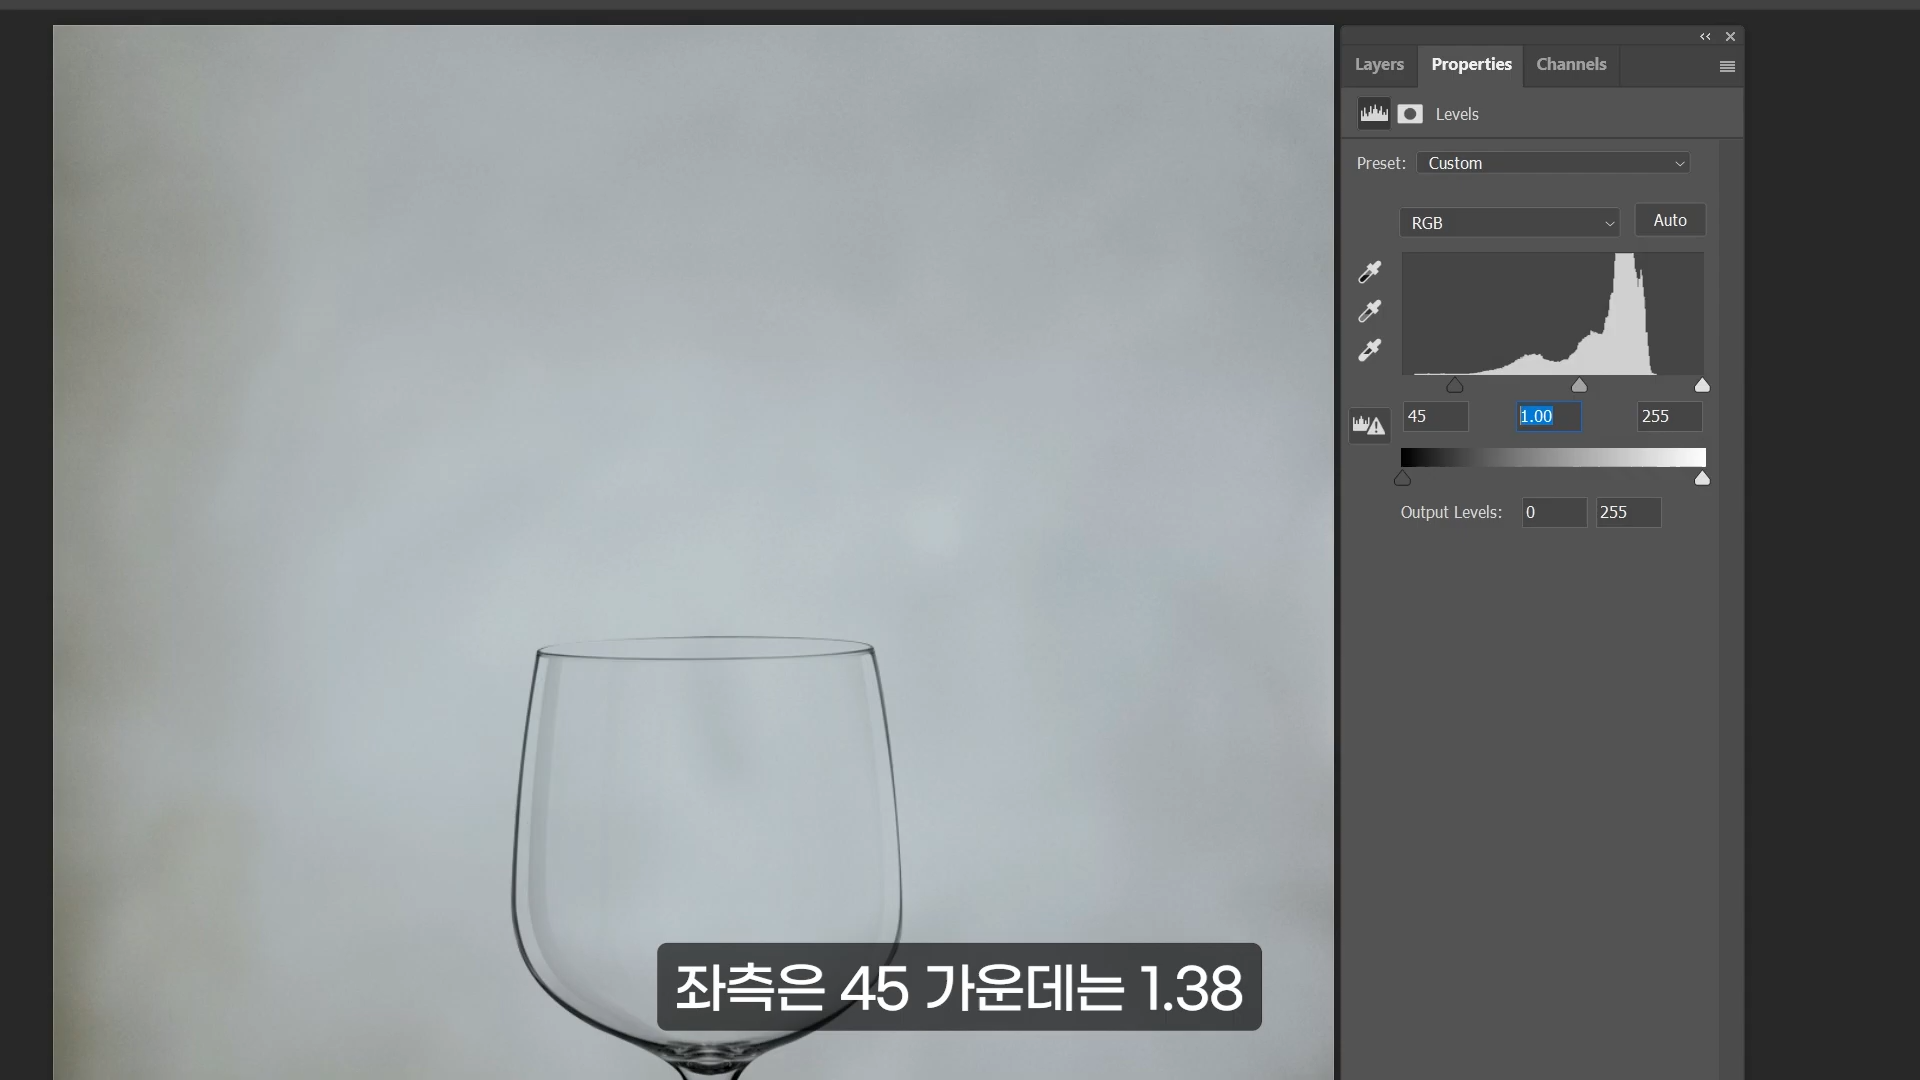 Layers Properties Channels
Levels
Preset: Custom
RGB Auto
45 1.00 255
Output Levels: 0 255
좌측은 45 가운데는 1.38